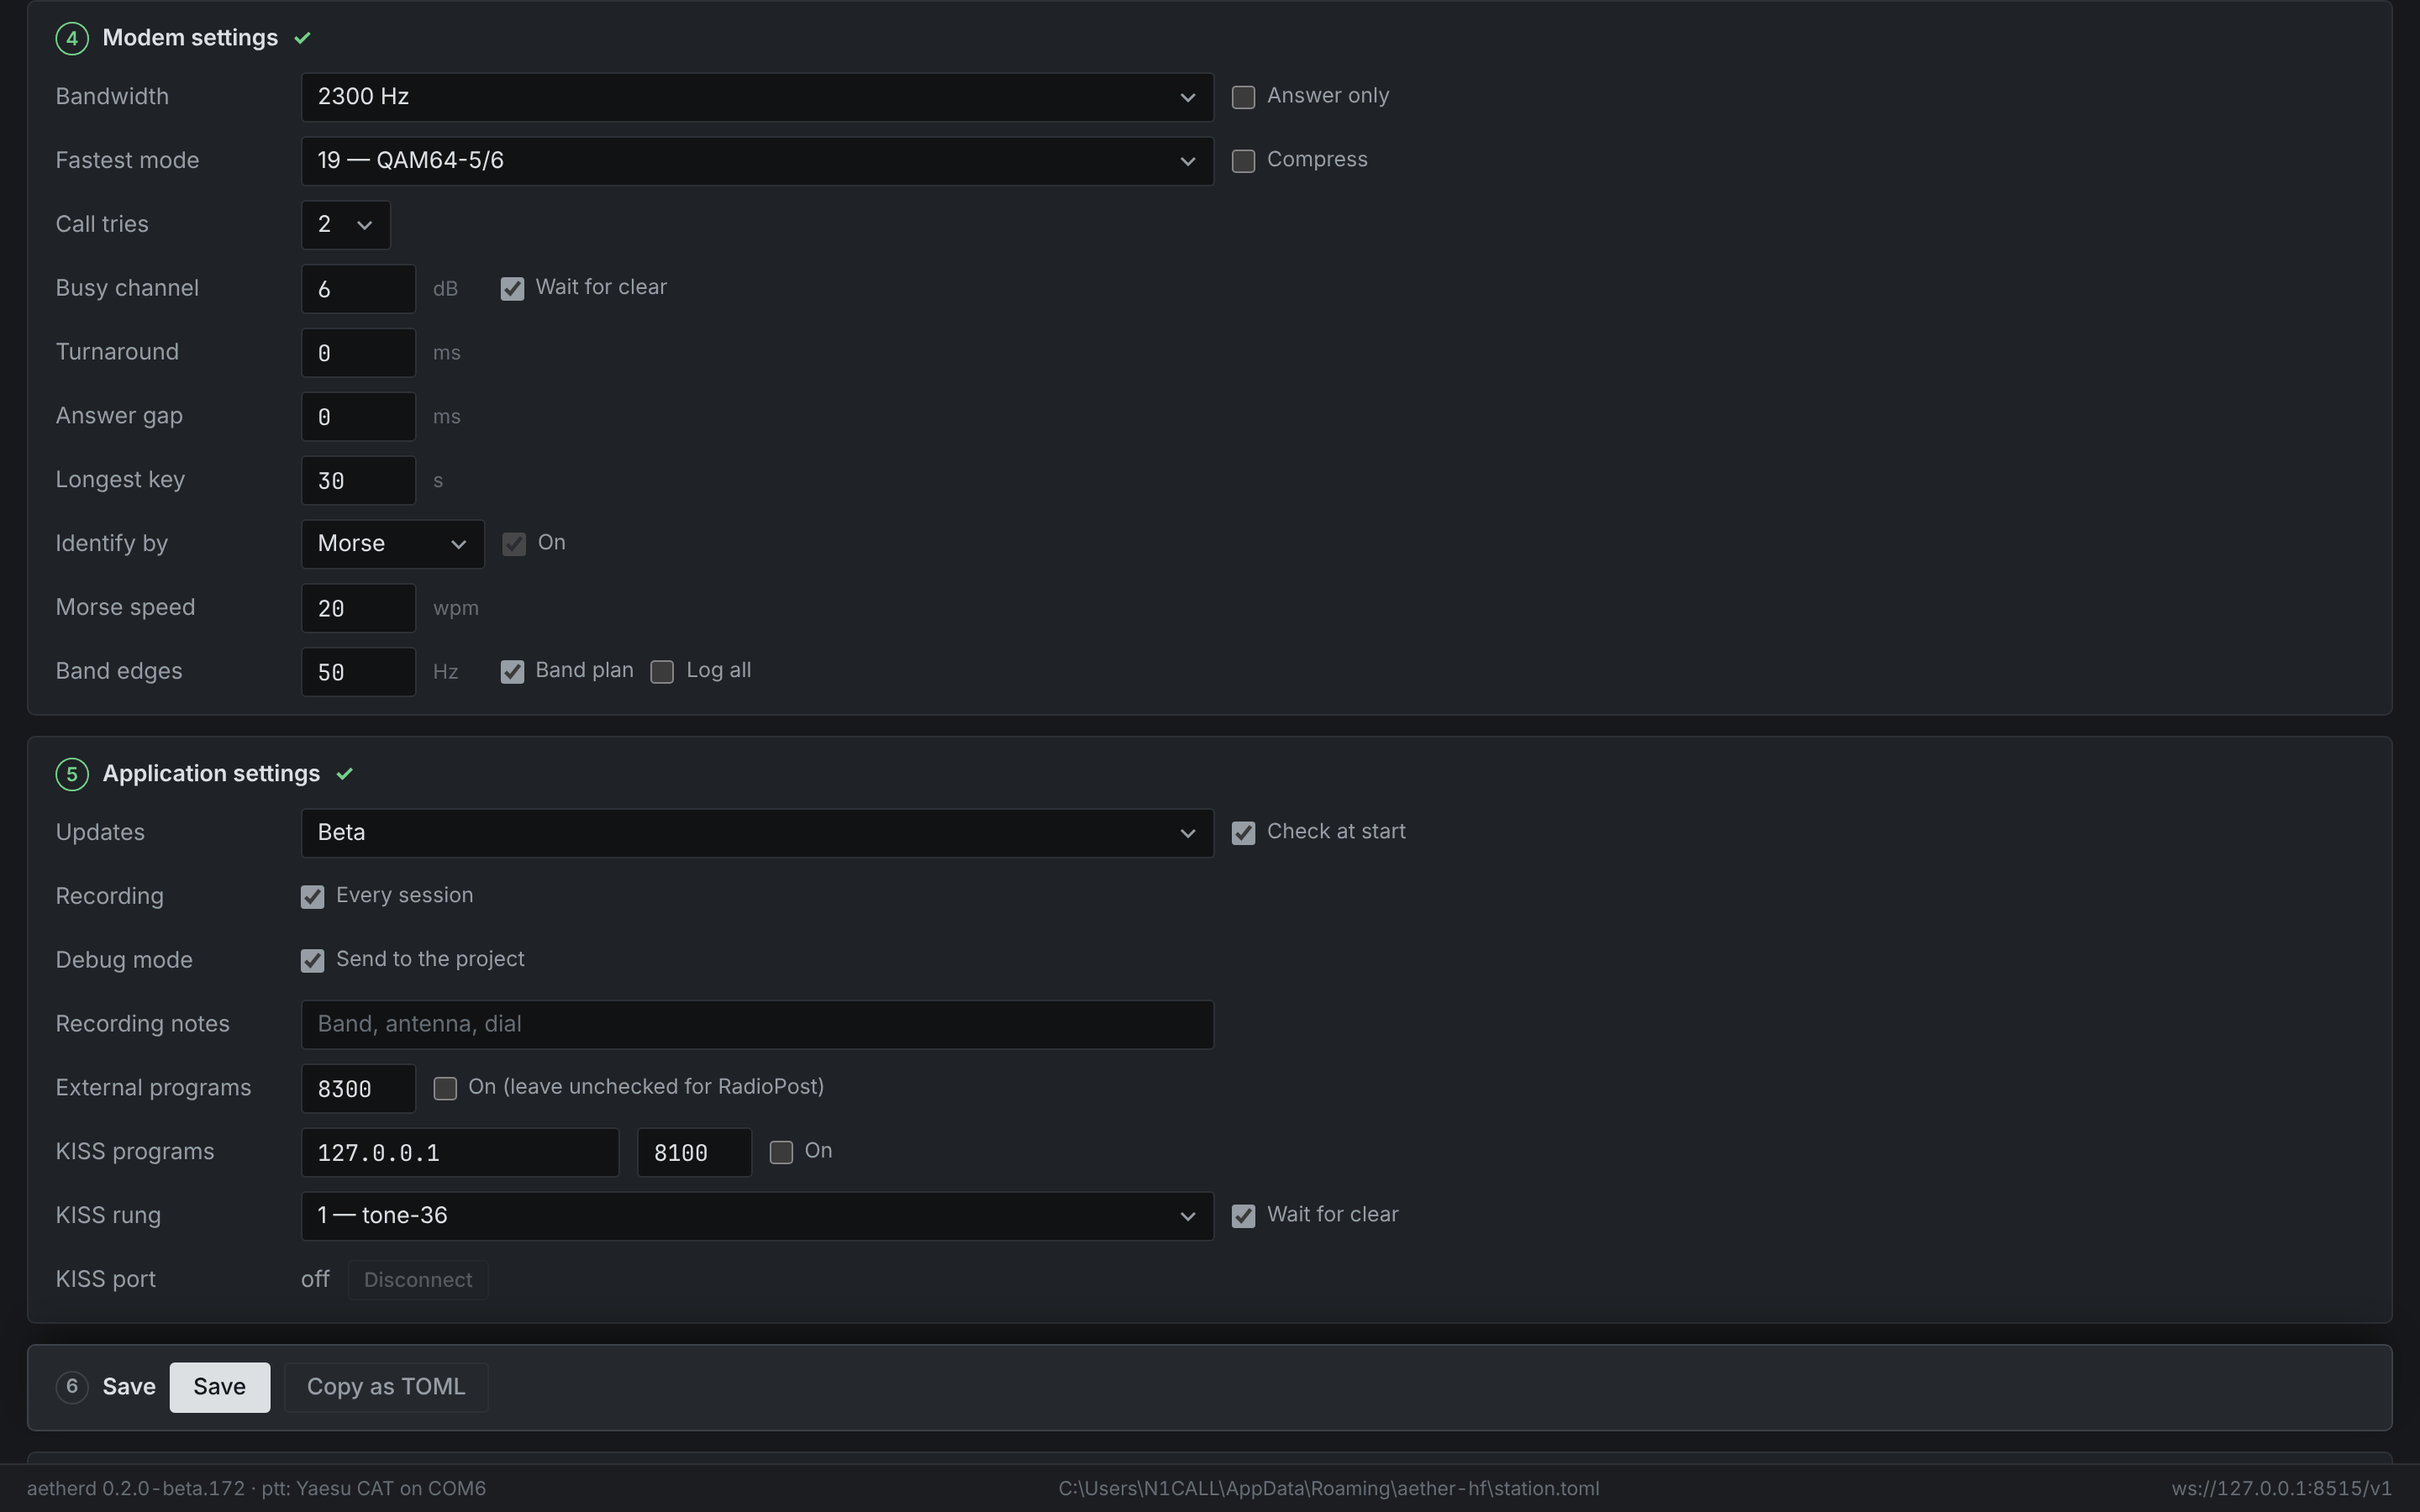 4 Modem settings
Bandwidth 2300 Hz Answer only
Fastest mode 19 — QAM64-5/6 Compress
Call tries 2
Busy channel 6 dB Wait for clear
Turnaround 0 ms
Answer gap 0 ms
Longest key 30 s
Identify by Morse On
Morse speed 20 wpm
Band edges 50 Hz Band plan Log all
5 Application settings
Updates Beta Check at start
Recording Every session
Debug mode Send to the project
Recording notes Band, antenna, dial
External programs 8300 On (leave unchecked for RadioPost)
KISS programs 127.0.0.1 8100 On
KISS rung 1 — tone-36 Wait for clear
KISS port off Disconnect
6 Save Save Copy as TOML
aetherd 0.2.0-beta.172 · ptt: Yaesu CAT on COM6 C:\Users\N1CALL\AppData\Roaming\aether-hf\station.toml ws://127.0.0.1:8515/v1